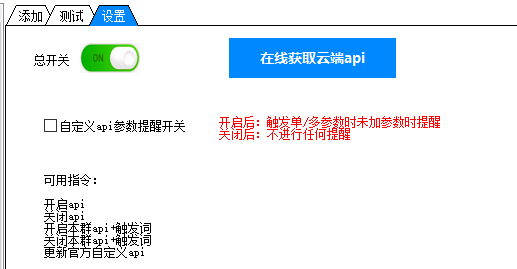 添加 测试 设置
总开关 ON 在线获取云端api
自定义api参数提醒开关
开启后：触发单/多参数时未加参数时提醒
关闭后：不进行任何提醒
可用指令：
开启api
关闭api
开启本群api+触发词
关闭本群api+触发词
更新官方自定义api